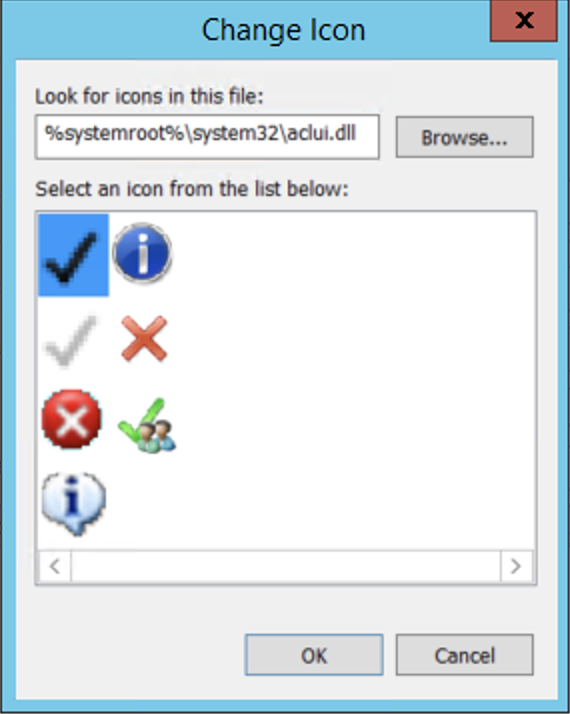 Change Icon
Look for icons in this file:
%systemroot%\system32\aclui.dll
Browse...
Select an icon from the list below:
OK
Cancel